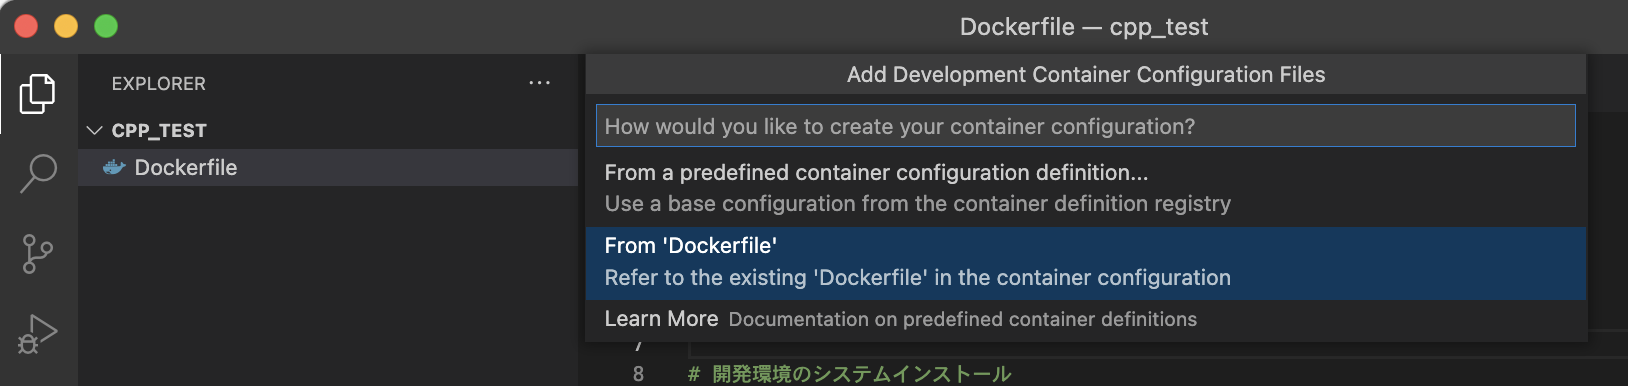 Dockerfile — cpp_test
EXPLORER
CPP_TEST
Dockerfile
Add Development Container Configuration Files
How would you like to create your container configuration?
From a predefined container configuration definition...
Use a base configuration from the container definition registry
From 'Dockerfile'
Refer to the existing 'Dockerfile' in the container configuration
Learn More Documentation on predefined container definitions
7
8 # 開発環境のシステムインストール